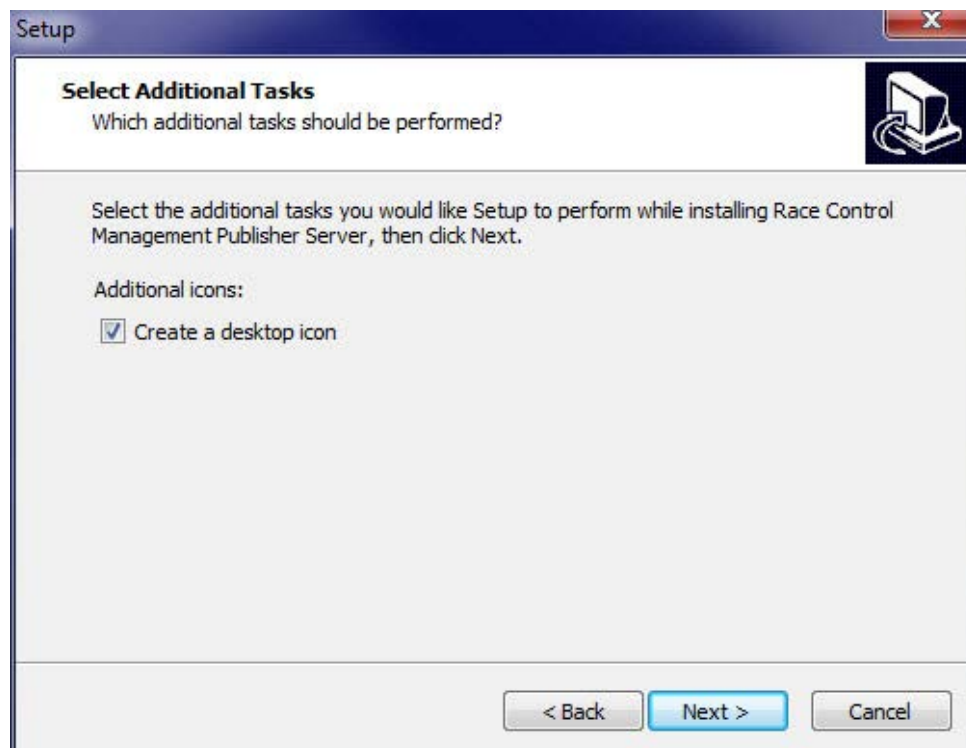 Setup
Select Additional Tasks
Which additional tasks should be performed?
Select the additional tasks you would like Setup to perform while installing Race Control
Management Publisher Server, then click Next.
Additional icons:
Create a desktop icon
< Back Next > Cancel